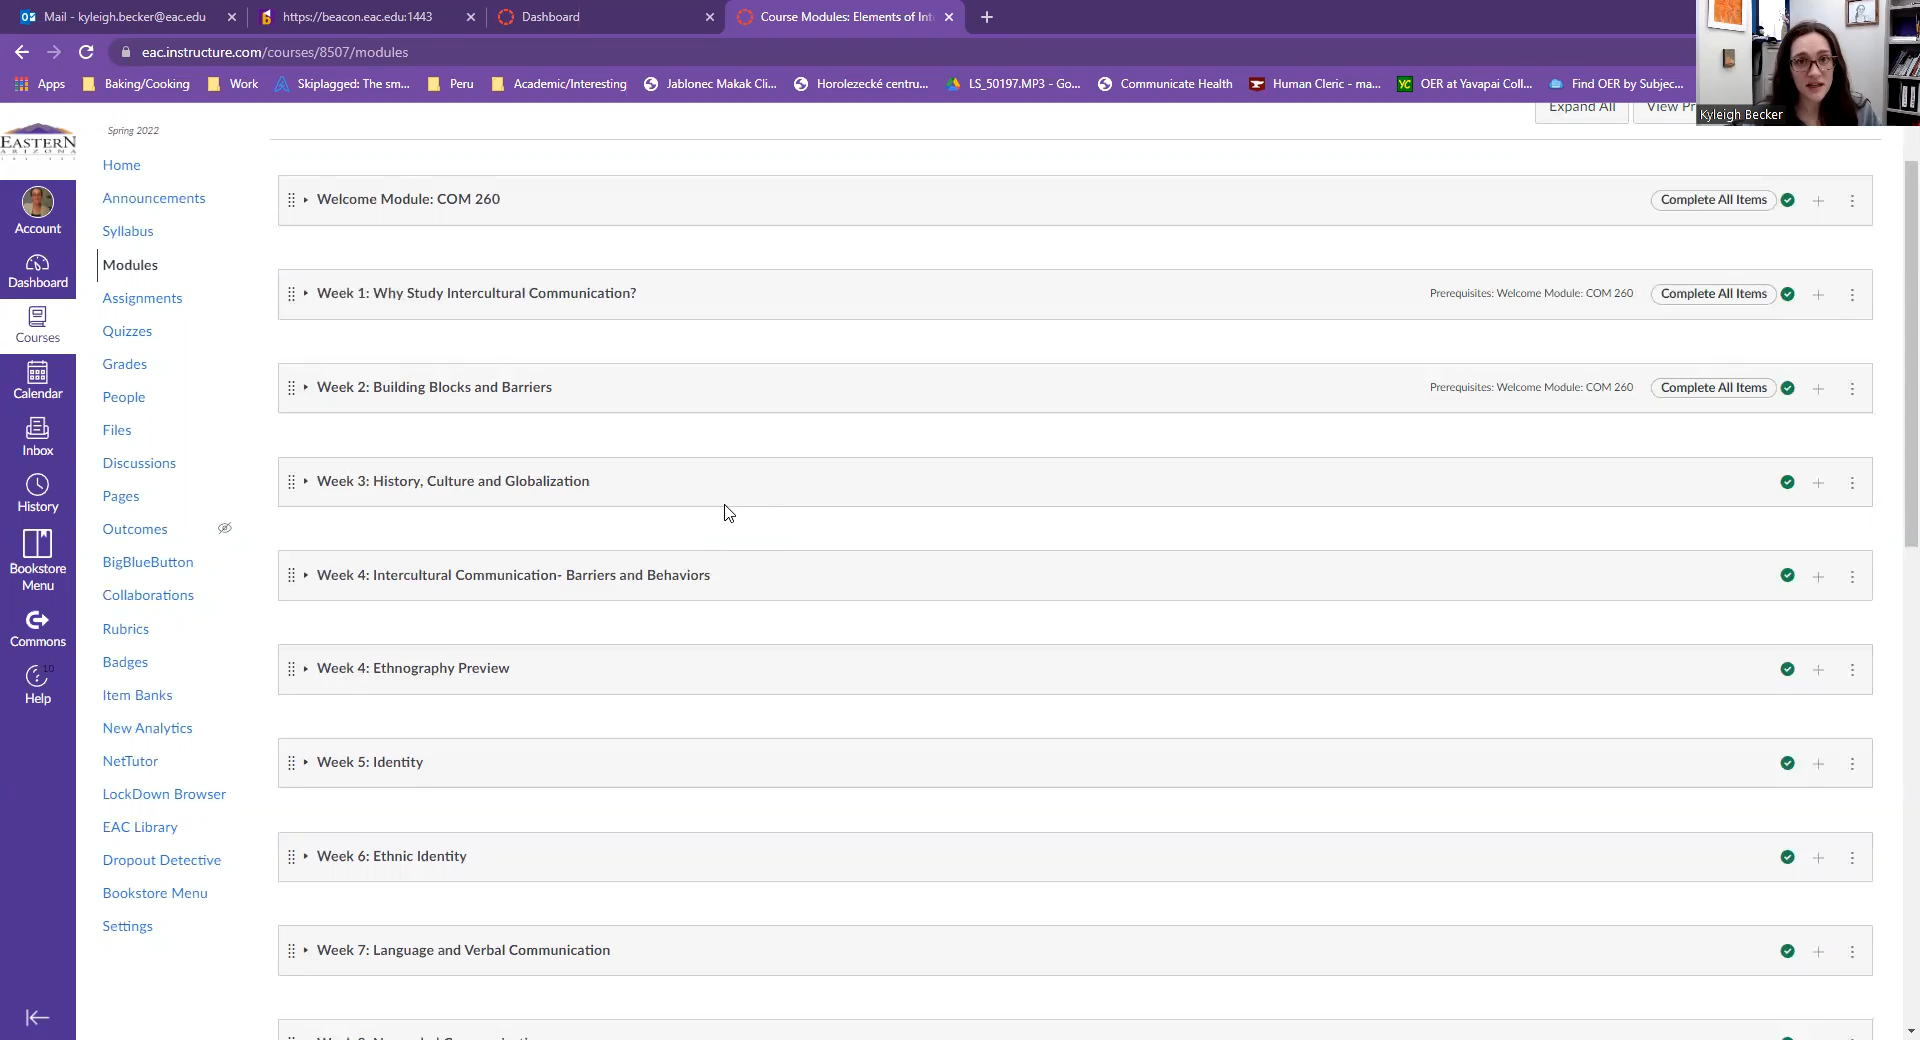 Mail - kyleigh.becker@eac.edu
https://beacon.eac.edu:1443
Dashboard
Course Modules: Elements of Int
eac.instructure.com/courses/8507/modules
Apps
Baking/Cooking
Work
Skiplagged: The sm...
Peru
Academic/Interesting
Jablonec Makak Cli...
Horolezecké centru...
LS_50197.MP3 - Go...
Communicate Health
Human Cleric - ma...
YC
OER at Yavapai Coll...
Find OER by Subjec...
Kyleigh Becker
Expand All
View Pr
EASTERN
ARIZONA
Account
Dashboard
Courses
Calendar
Inbox
History
Bookstore
Menu
Commons
10
Help
Spring 2022
Home
Announcements
Syllabus
Modules
Assignments
Quizzes
Grades
People
Files
Discussions
Pages
Outcomes
BigBlueButton
Collaborations
Rubrics
Badges
Item Banks
New Analytics
NetTutor
LockDown Browser
EAC Library
Dropout Detective
Bookstore Menu
Settings
Welcome Module: COM 260
Complete All Items
Week 1: Why Study Intercultural Communication?
Prerequisites: Welcome Module: COM 260
Complete All Items
Week 2: Building Blocks and Barriers
Prerequisites: Welcome Module: COM 260
Complete All Items
Week 3: History, Culture and Globalization
Week 4: Intercultural Communication- Barriers and Behaviors
Week 4: Ethnography Preview
Week 5: Identity
Week 6: Ethnic Identity
Week 7: Language and Verbal Communication